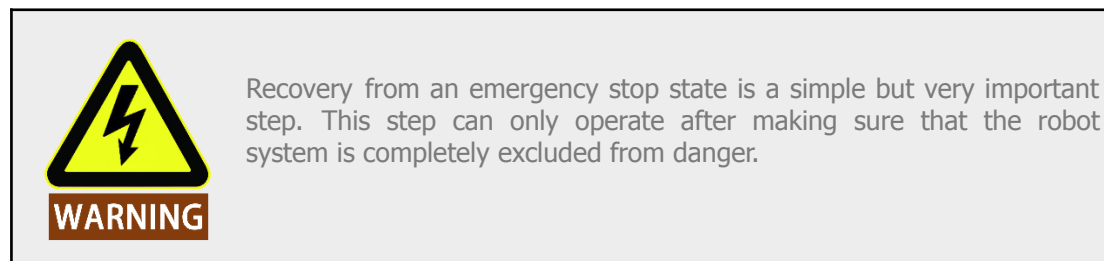 Recovery from an emergency stop state is a simple but very important
step. This step can only operate after making sure that the robot
system is completely excluded from danger.
WARNING